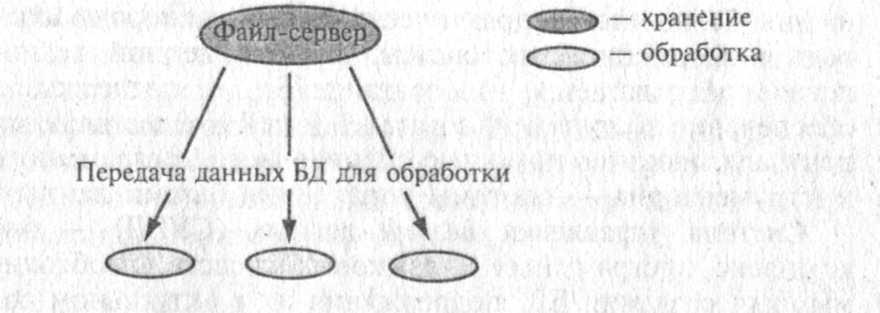 Файл-сервер
— хранение
— обработка
Передача данных БД для обработки